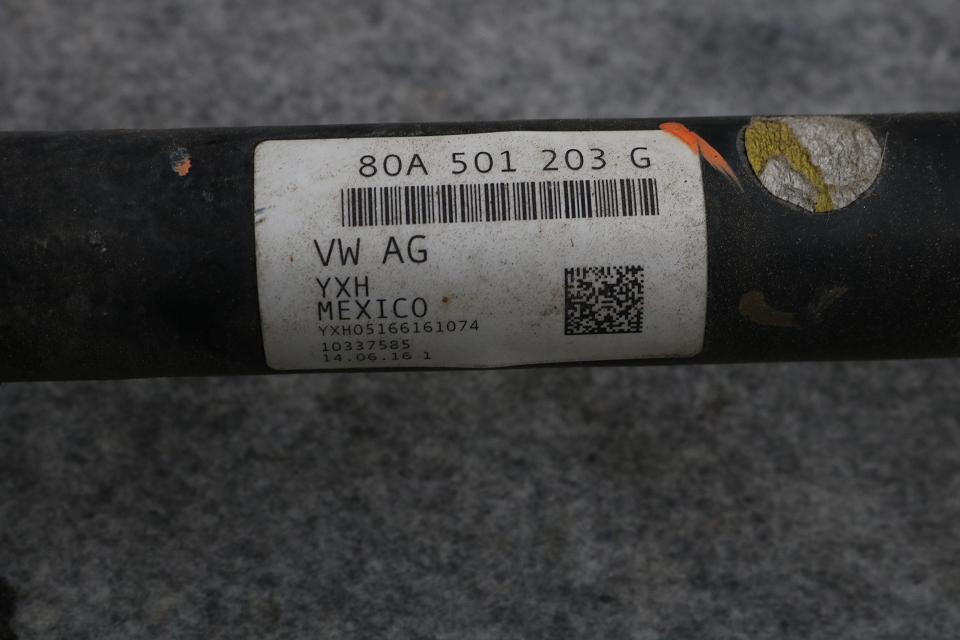 80A 501 203 G
VW AG
YXH
MEXICO
YXH05166161074
10337585
14.06.16 1